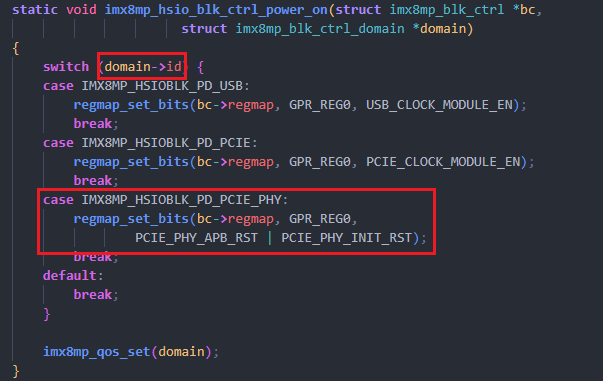 static void imx8mp_hsio_blk_ctrl_power_on(struct imx8mp_blk_ctrl *bc,
struct imx8mp_blk_ctrl_domain *domain)
{
switch (domain->id) {
case IMX8MP_HSIOBLK_PD_USB:
regmap_set_bits(bc->regmap, GPR_REG0, USB_CLOCK_MODULE_EN);
break;
case IMX8MP_HSIOBLK_PD_PCIE:
regmap_set_bits(bc->regmap, GPR_REG0, PCIE_CLOCK_MODULE_EN);
break;
case IMX8MP_HSIOBLK_PD_PCIE_PHY:
regmap_set_bits(bc->regmap, GPR_REG0,
PCIE_PHY_APB_RST | PCIE_PHY_INIT_RST);
break;
default:
break;
}
imx8mp_qos_set(domain);
}